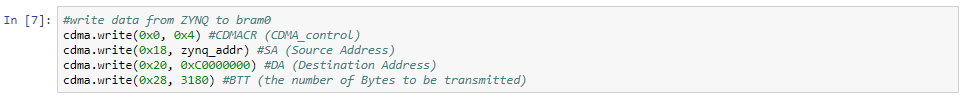 In [7]: #write data from ZYNQ to bram0
cdma.write(0x0, 0x4) #CDMACR (CDMA_control)
cdma.write(0x18, zynq_addr) #SA (Source Address)
cdma.write(0x20, 0xC0000000) #DA (Destination Address)
cdma.write(0x28, 3180) #BTT (the number of Bytes to be transmitted)